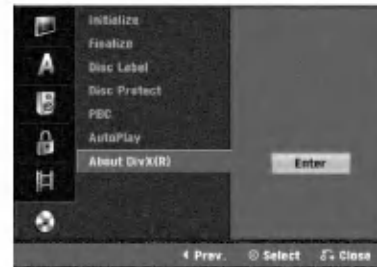 Initialize
Finalize
Disc Label
Disc Protect
PBC
AutoPlay
About DivX(R)
Enter
Prev.
Select
Close